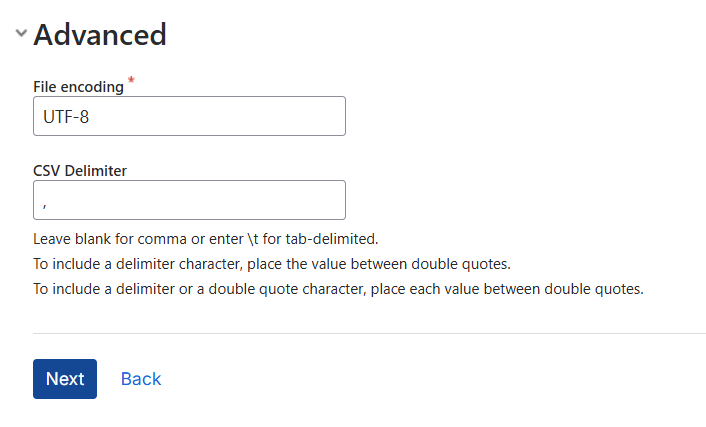 Advanced
File encoding *
UTF-8
CSV Delimiter
,
Leave blank for comma or enter \t for tab-delimited.
To include a delimiter character, place the value between double quotes.
To include a delimiter or a double quote character, place each value between double quotes.
Next Back